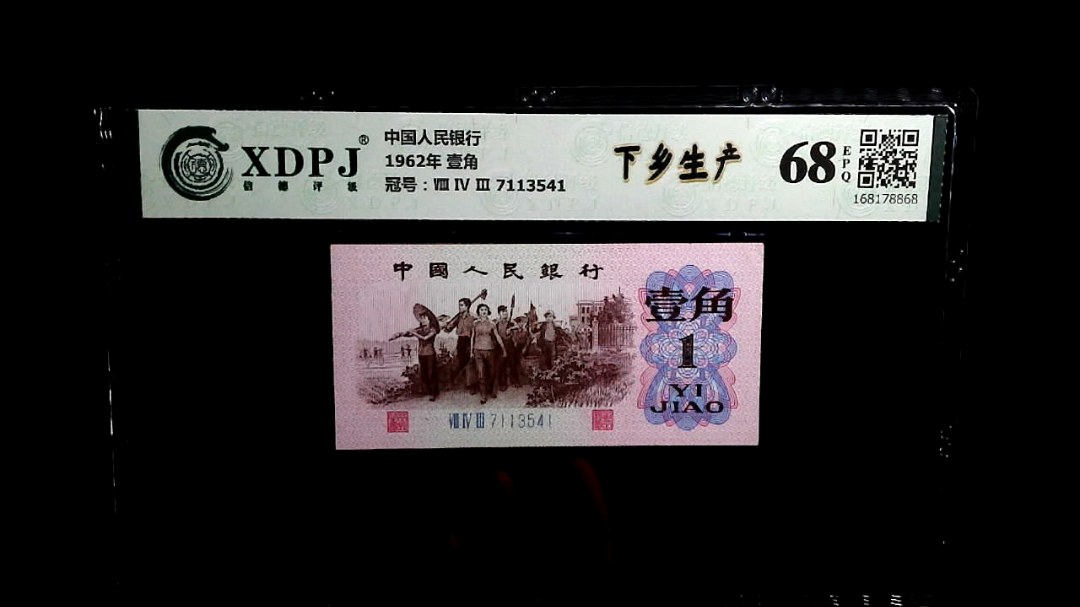 XDPJ®
信德评级
中国人民银行
1962年 壹角
冠号：Ⅷ Ⅳ Ⅲ 7113541
下乡生产
68
EPQ
168178868
中國人民銀行
壹角
1
YI
JIAO
Ⅷ Ⅳ Ⅲ 7113541